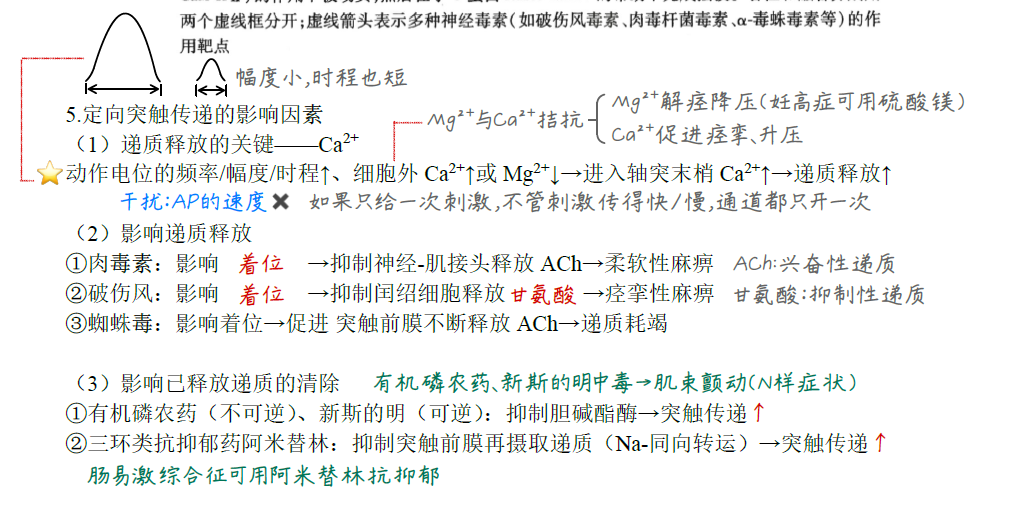 两个虚线框分开;虚线箭头表示多种神经毒素(如破伤风毒素、肉毒杆菌毒素、α-毒蛛毒素等)的作
用靶点
幅度小,时程也短
5.定向突触传递的影响因素
Mg²⁺与Ca²⁺拮抗
Mg²⁺解痉降压(妊高症可用硫酸镁)
Ca²⁺促进痉挛、升压
（1）递质释放的关键——Ca²⁺
⭐动作电位的频率/幅度/时程↑、细胞外 Ca²⁺↑或 Mg²⁺↓→进入轴突末梢 Ca²⁺↑→递质释放↑
干扰:AP的速度✖ 如果只给一次刺激,不管刺激传得快/慢,通道都只开一次
（2）影响递质释放
①肉毒素：影响 着位 →抑制神经-肌接头释放 ACh→柔软性麻痹 ACh:兴奋性递质
②破伤风：影响 着位 →抑制闰绍细胞释放 甘氨酸 →痉挛性麻痹 甘氨酸:抑制性递质
③蜘蛛毒：影响着位→促进 突触前膜不断释放 ACh→递质耗竭
（3）影响已释放递质的清除 有机磷农药、新斯的明中毒→肌束颤动(N样症状)
①有机磷农药（不可逆）、新斯的明（可逆）：抑制胆碱酯酶→突触传递↑
②三环类抗抑郁药阿米替林：抑制突触前膜再摄取递质（Na-同向转运）→突触传递↑
肠易激综合征可用阿米替林抗抑郁